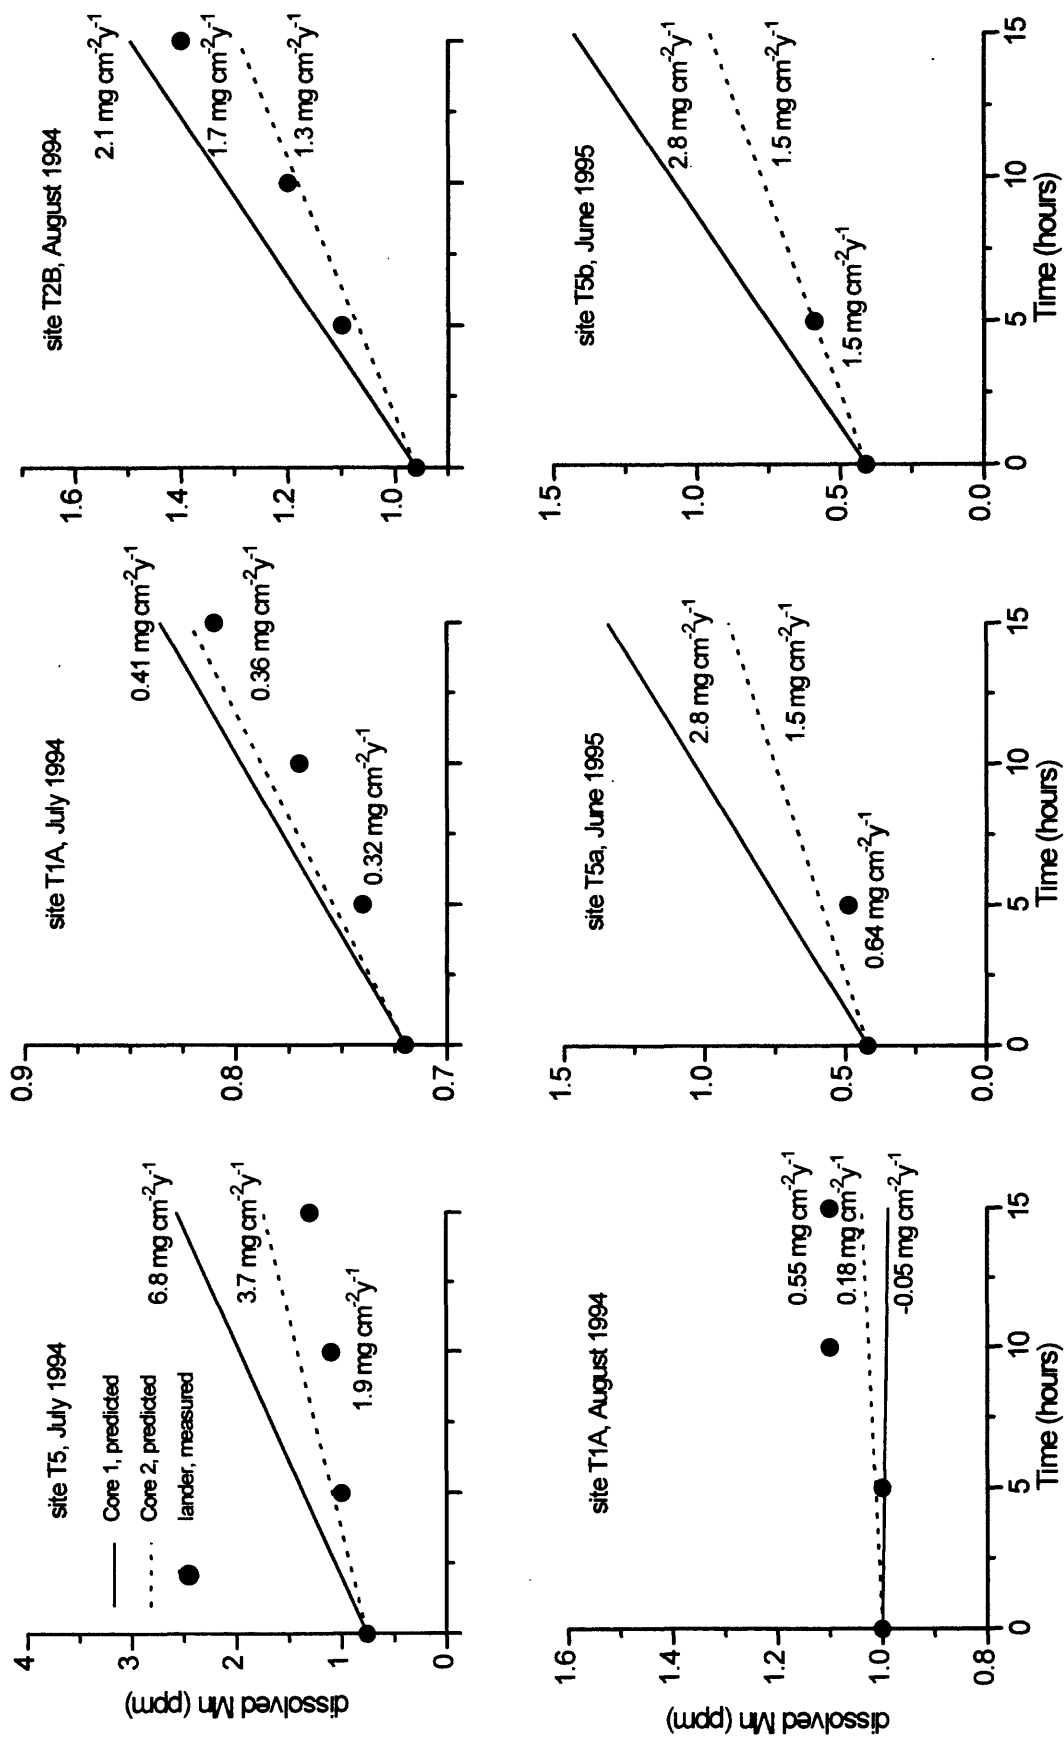 site T5, July 1994
Core 1, predicted
Core 2, predicted
lander, measured
6.8 mg cm-2y-1
3.7 mg cm-2y-1
1.9 mg cm-2y-1
4
3
2
1
0
dissolved Mn (ppm)
site T1A, July 1994
0.41 mg cm-2y-1
0.36 mg cm-2y-1
0.32 mg cm-2y-1
0.9
0.8
0.7
site T2B, August 1994
2.1 mg cm-2y-1
1.7 mg cm-2y-1
1.3 mg cm-2y-1
1.6
1.4
1.2
1.0
site T1A, August 1994
0.55 mg cm-2y-1
0.18 mg cm-2y-1
-0.05 mg cm-2y-1
1.6
1.4
1.2
1.0
0.8
dissolved Mn (ppm)
0 5 10 15
Time (hours)
site T5a, June 1995
2.8 mg cm-2y-1
1.5 mg cm-2y-1
0.64 mg cm-2y-1
1.5
1.0
0.5
0.0
0 5 10 15
Time (hours)
site T5b, June 1995
2.8 mg cm-2y-1
1.5 mg cm-2y-1
1.5 mg cm-2y-1
1.5
1.0
0.5
0.0
0 5 10 15
Time (hours)